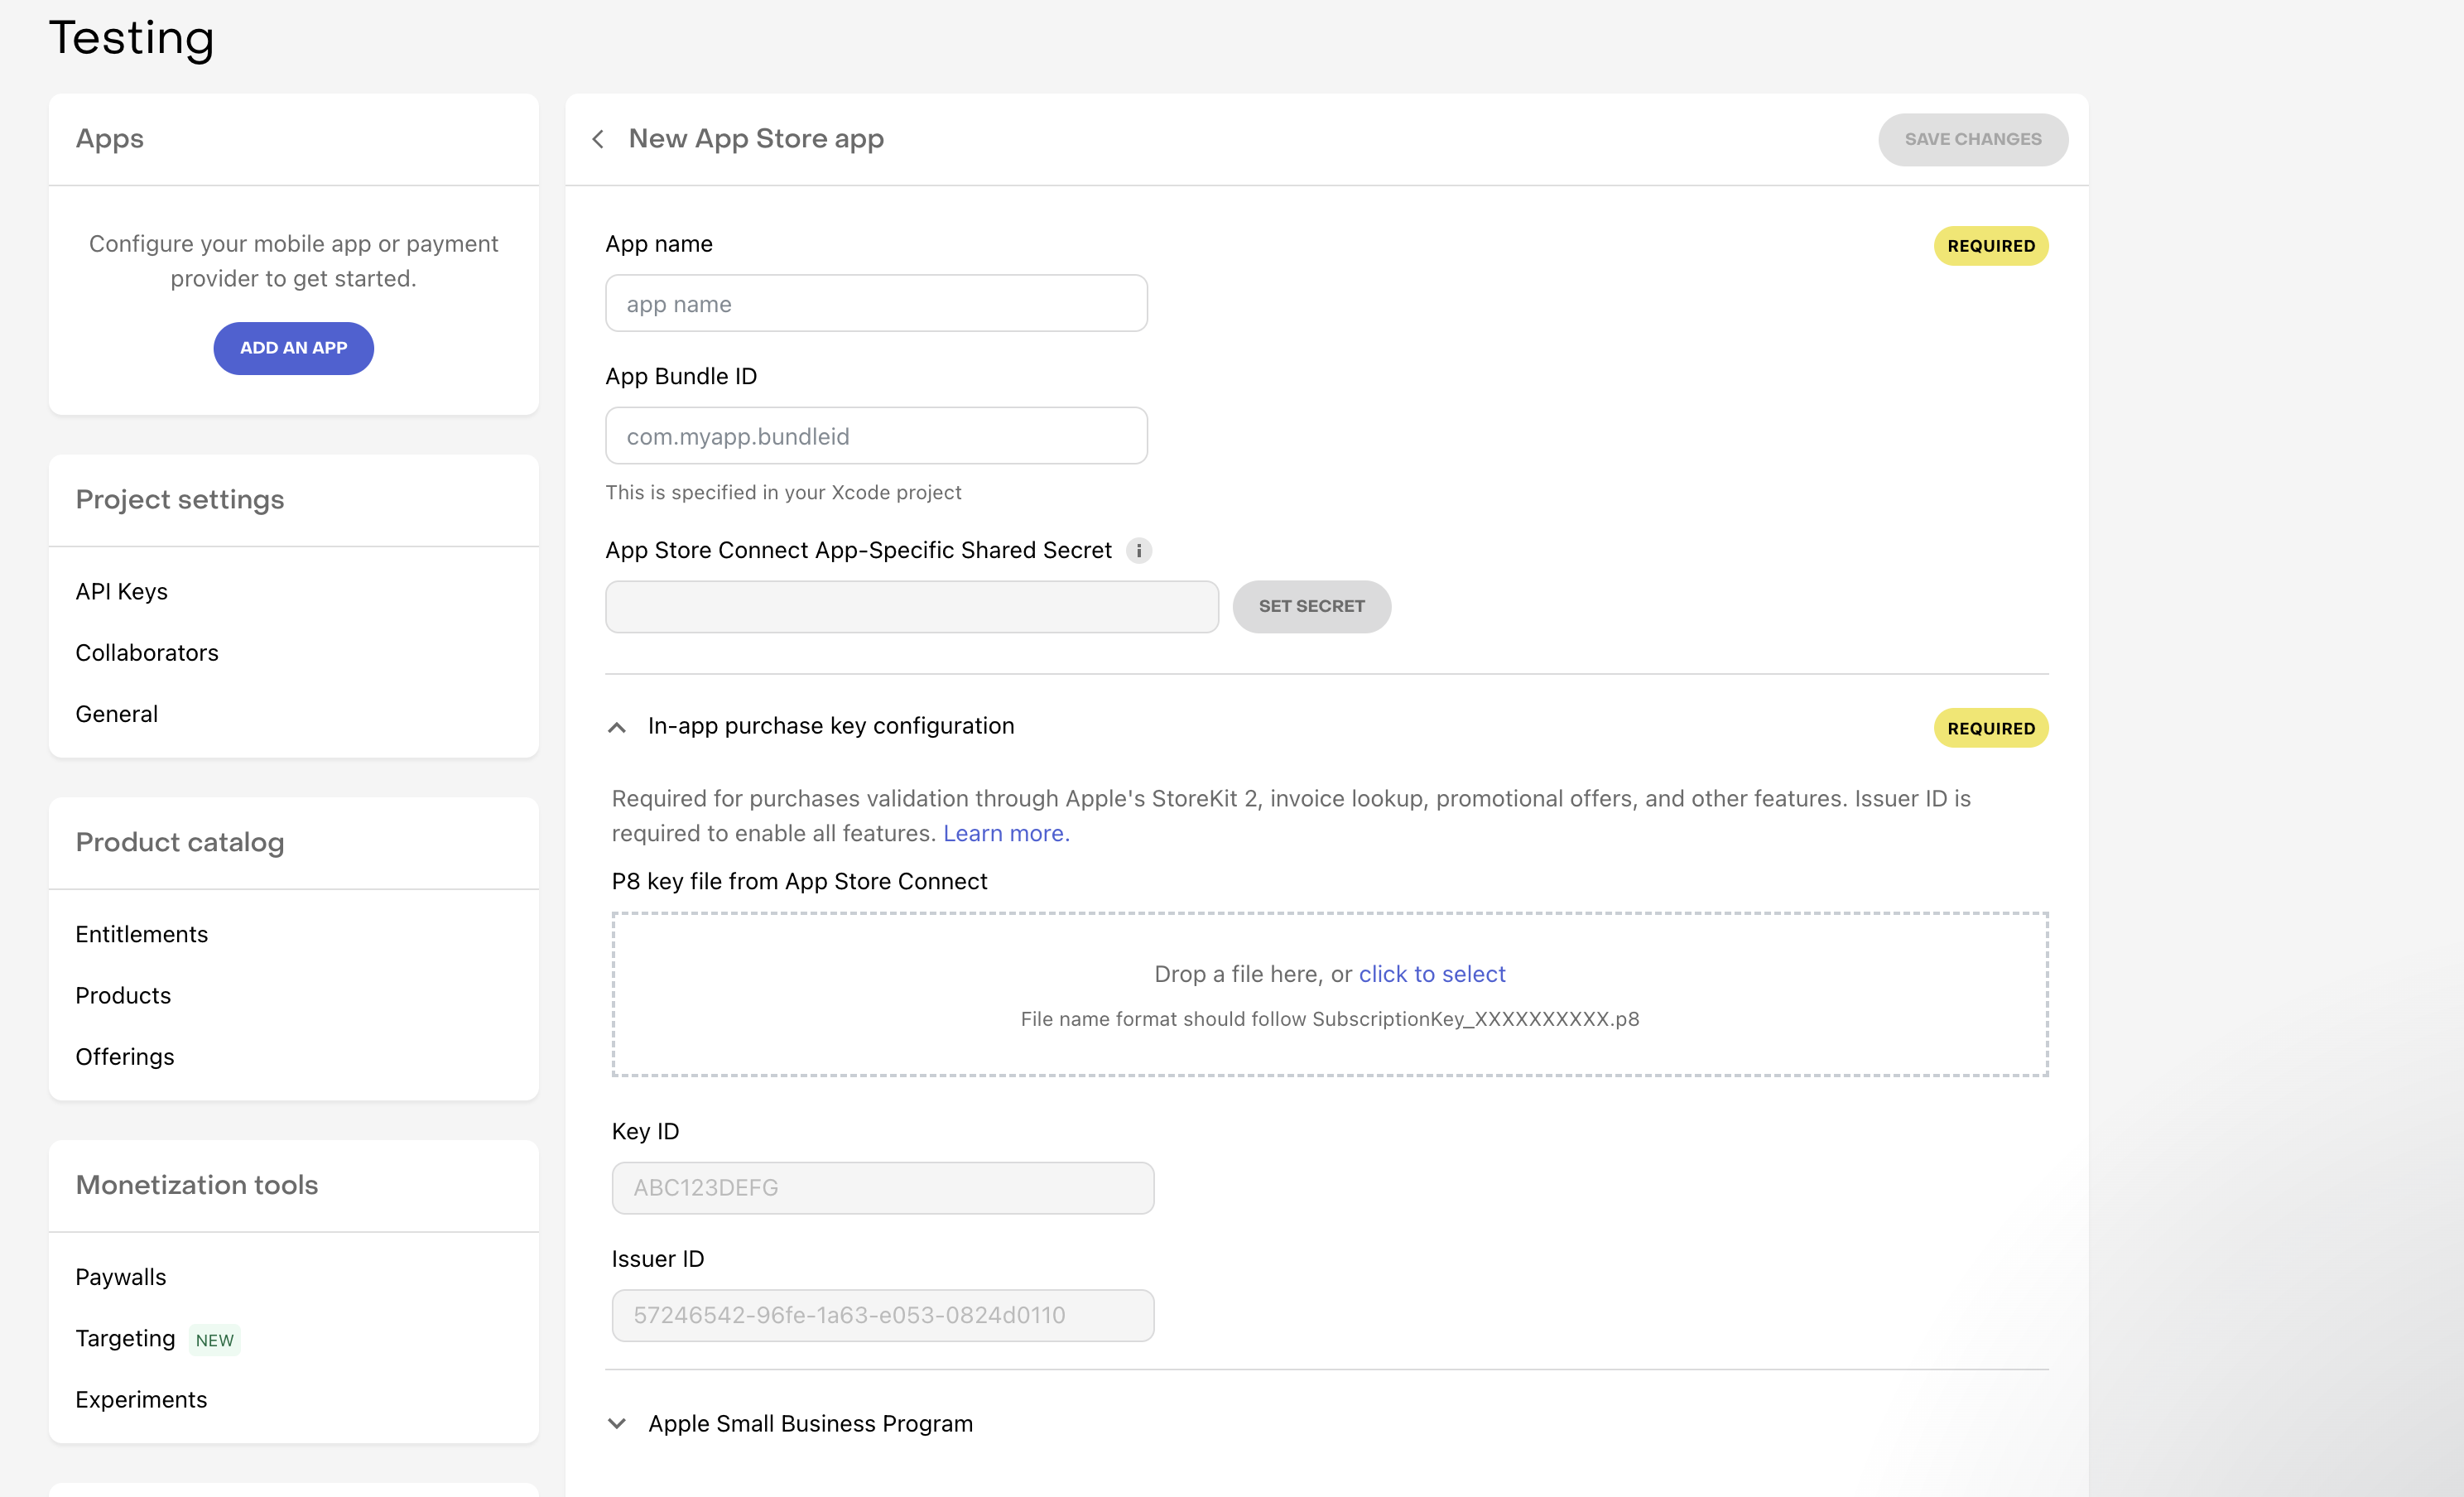 Testing
Apps
Configure your mobile app or payment
provider to get started.
ADD AN APP
Project settings
API Keys
Collaborators
General
Product catalog
Entitlements
Products
Offerings
Monetization tools
Paywalls
Targeting NEW
Experiments
New App Store app
SAVE CHANGES
App name
REQUIRED
app name
App Bundle ID
com.myapp.bundleid
This is specified in your Xcode project
App Store Connect App-Specific Shared Secret i
SET SECRET
In-app purchase key configuration
REQUIRED
Required for purchases validation through Apple's StoreKit 2, invoice lookup, promotional offers, and other features. Issuer ID is
required to enable all features. Learn more.
P8 key file from App Store Connect
Drop a file here, or click to select
File name format should follow SubscriptionKey_XXXXXXXXXX.p8
Key ID
ABC123DEFG
Issuer ID
57246542-96fe-1a63-e053-0824d0110
Apple Small Business Program